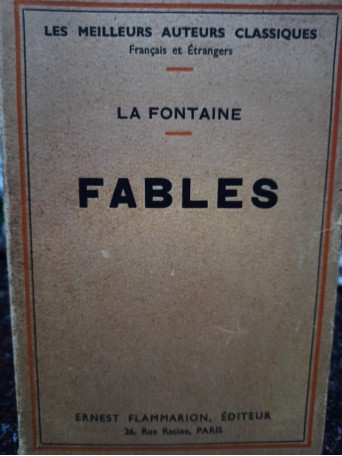 LES MEILLEURS AUTEURS CLASSIQUES
Français et Étrangers
LA FONTAINE
FABLES
ERNEST FLAMMARION, ÉDITEUR
26, Rue Racine, PARIS